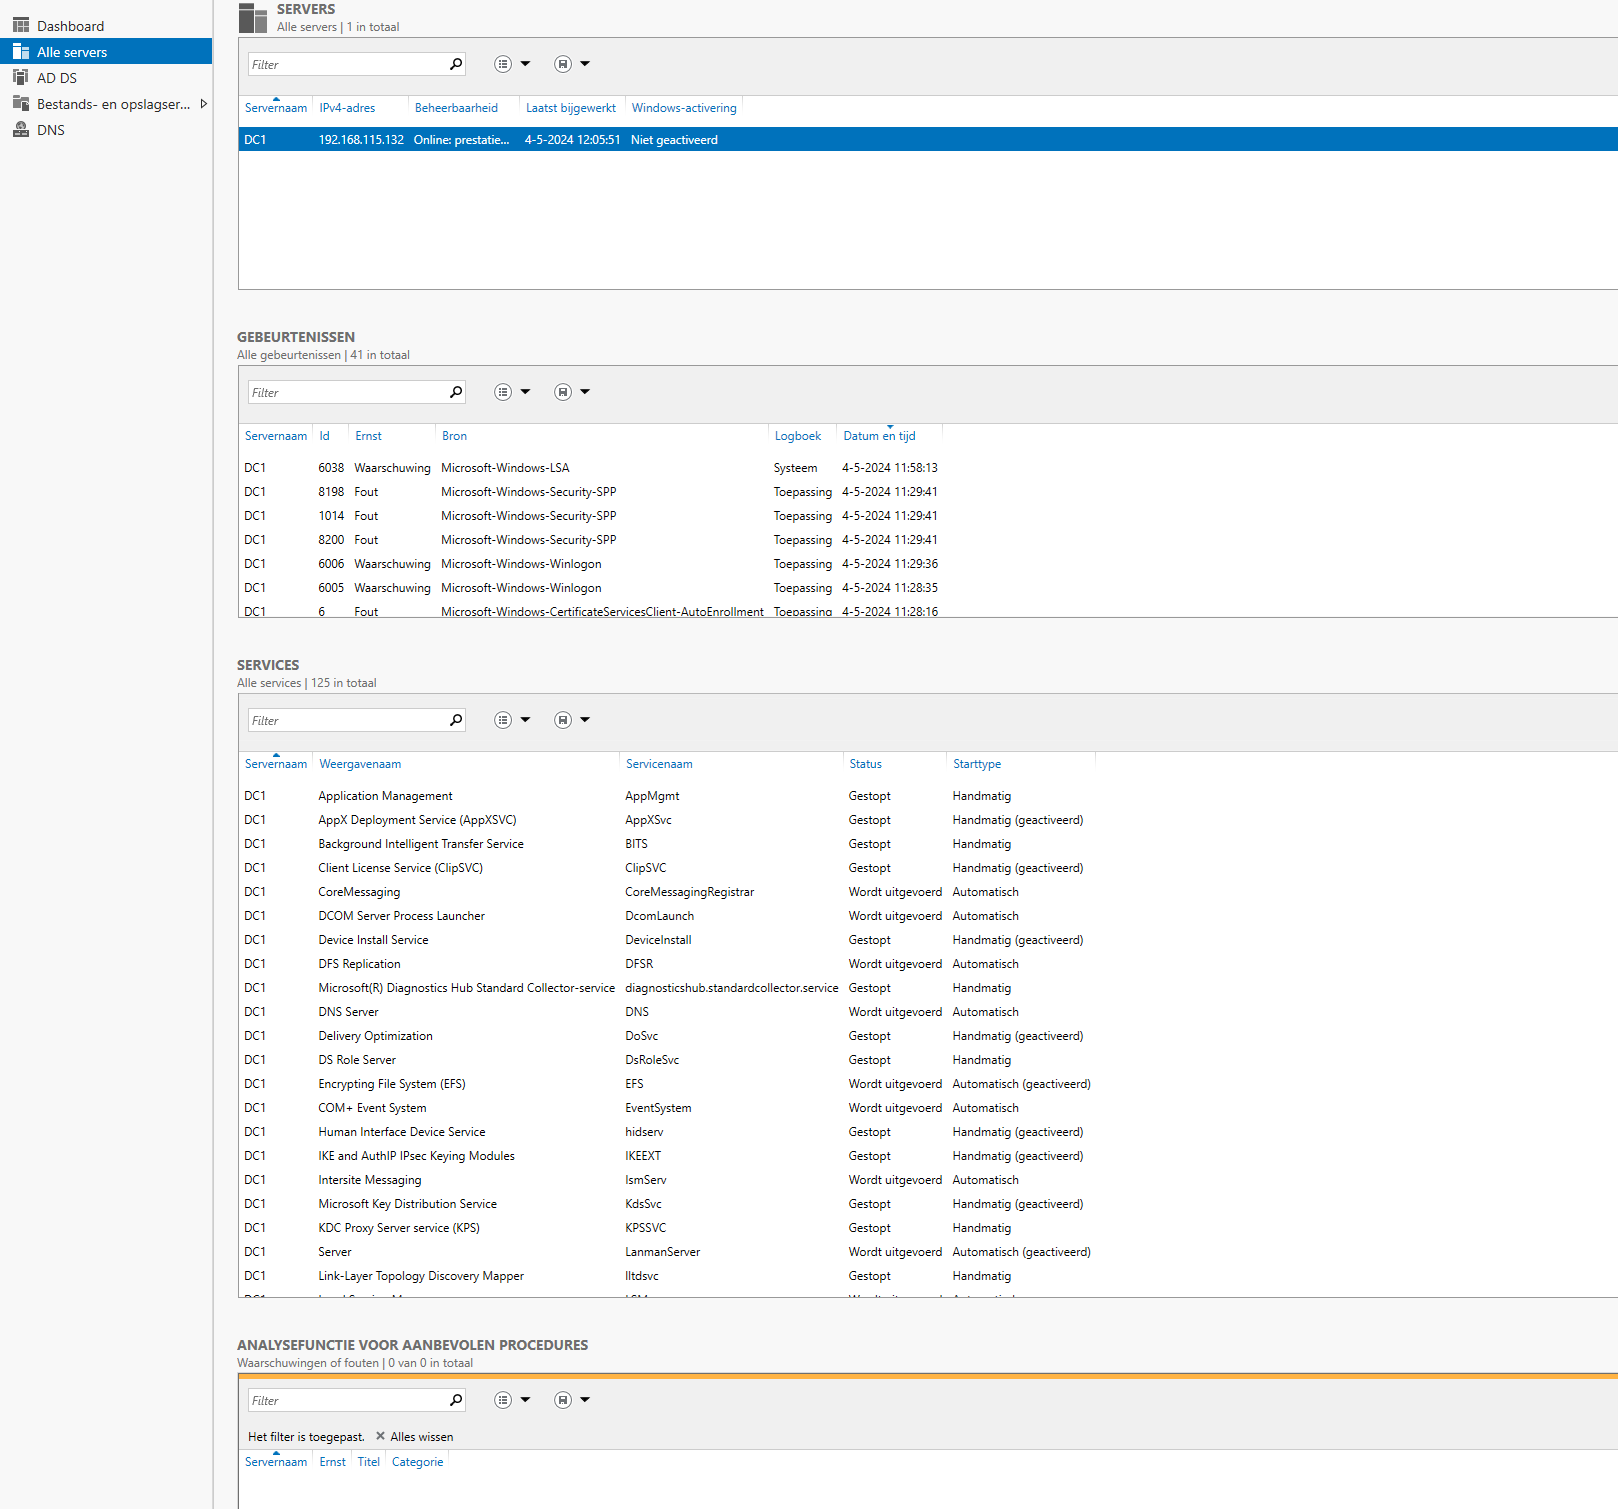 Dashboard
Alle servers
AD DS
Bestands- en opslagser...
DNS
SERVERS
Alle servers | 1 in totaal
Filter
Servernaam IPv4-adres Beheerbaarheid Laatst bijgewerkt Windows-activering
DC1 192.168.115.132 Online: prestatie... 4-5-2024 12:05:51 Niet geactiveerd
GEBEURTENISSEN
Alle gebeurtenissen | 41 in totaal
Filter
Servernaam Id Ernst Bron Logboek Datum en tijd
DC1 6038 Waarschuwing Microsoft-Windows-LSA Systeem 4-5-2024 11:58:13
DC1 8198 Fout Microsoft-Windows-Security-SPP Toepassing 4-5-2024 11:29:41
DC1 1014 Fout Microsoft-Windows-Security-SPP Toepassing 4-5-2024 11:29:41
DC1 8200 Fout Microsoft-Windows-Security-SPP Toepassing 4-5-2024 11:29:41
DC1 6006 Waarschuwing Microsoft-Windows-Winlogon Toepassing 4-5-2024 11:29:36
DC1 6005 Waarschuwing Microsoft-Windows-Winlogon Toepassing 4-5-2024 11:28:35
DC1 6 Fout Microsoft-Windows-CertificateServicesClient-AutoEnrollment Toepassing 4-5-2024 11:28:16
SERVICES
Alle services | 125 in totaal
Filter
Servernaam Weergavenaam Servicenaam Status Starttype
DC1 Application Management AppMgmt Gestopt Handmatig
DC1 AppX Deployment Service (AppXSVC) AppXSvc Gestopt Handmatig (geactiveerd)
DC1 Background Intelligent Transfer Service BITS Gestopt Handmatig
DC1 Client License Service (ClipSVC) ClipSVC Gestopt Handmatig (geactiveerd)
DC1 CoreMessaging CoreMessagingRegistrar Wordt uitgevoerd Automatisch
DC1 DCOM Server Process Launcher DcomLaunch Wordt uitgevoerd Automatisch
DC1 Device Install Service DeviceInstall Gestopt Handmatig (geactiveerd)
DC1 DFS Replication DFSR Wordt uitgevoerd Automatisch
DC1 Microsoft(R) Diagnostics Hub Standard Collector-service diagnosticshub.standardcollector.service Gestopt Handmatig
DC1 DNS Server DNS Wordt uitgevoerd Automatisch
DC1 Delivery Optimization DoSvc Gestopt Handmatig (geactiveerd)
DC1 DS Role Server DsRoleSvc Gestopt Handmatig
DC1 Encrypting File System (EFS) EFS Wordt uitgevoerd Automatisch (geactiveerd)
DC1 COM+ Event System EventSystem Wordt uitgevoerd Automatisch
DC1 Human Interface Device Service hidserv Gestopt Handmatig (geactiveerd)
DC1 IKE and AuthIP IPsec Keying Modules IKEEXT Gestopt Handmatig (geactiveerd)
DC1 Intersite Messaging IsmServ Wordt uitgevoerd Automatisch
DC1 Microsoft Key Distribution Service KdsSvc Gestopt Handmatig (geactiveerd)
DC1 KDC Proxy Server service (KPS) KPSSVC Gestopt Handmatig
DC1 Server LanmanServer Wordt uitgevoerd Automatisch (geactiveerd)
DC1 Link-Layer Topology Discovery Mapper lltdsvc Gestopt Handmatig
ANALYSEFUNCTIE VOOR AANBEVOLEN PROCEDURES
Waarschuwingen of fouten | 0 van 0 in totaal
Filter
Het filter is toegepast. Alles wissen
Servernaam Ernst Titel Categorie